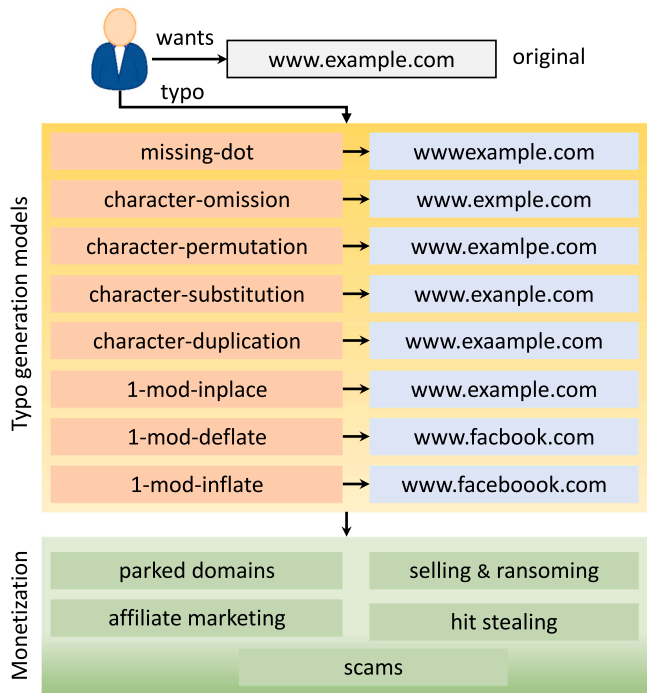 wants
www.example.com
original
typo
Typo generation models
missing-dot
wwwexample.com
character-omission
www.exmple.com
character-permutation
www.examlpe.com
character-substitution
www.exanple.com
character-duplication
www.exaample.com
1-mod-inplace
www.example.com
1-mod-deflate
www.facbook.com
1-mod-inflate
www.faceboook.com
Monetization
parked domains
selling & ransoming
affiliate marketing
hit stealing
scams